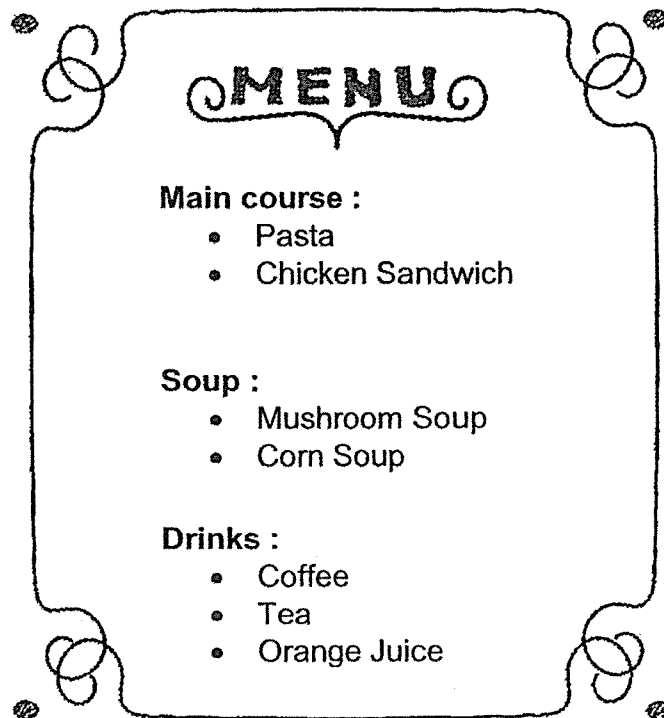 MENU
Main course :
• Pasta
• Chicken Sandwich
Soup :
• Mushroom Soup
• Corn Soup
Drinks :
• Coffee
• Tea
• Orange Juice